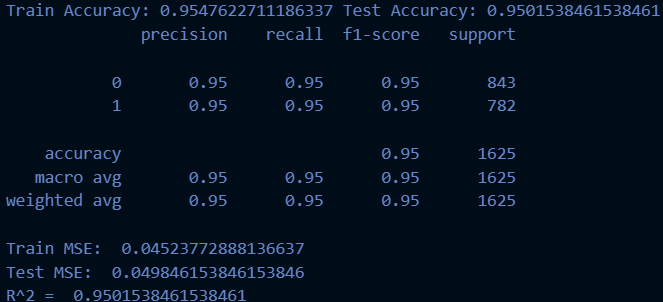 Train Accuracy: 0.9547622711186337 Test Accuracy: 0.9501538461538461
precision recall f1-score support
0 0.95 0.95 0.95 843
1 0.95 0.95 0.95 782
accuracy 0.95 1625
macro avg 0.95 0.95 0.95 1625
weighted avg 0.95 0.95 0.95 1625
Train MSE: 0.04523772888136637
Test MSE: 0.049846153846153846
R^2 = 0.9501538461538461